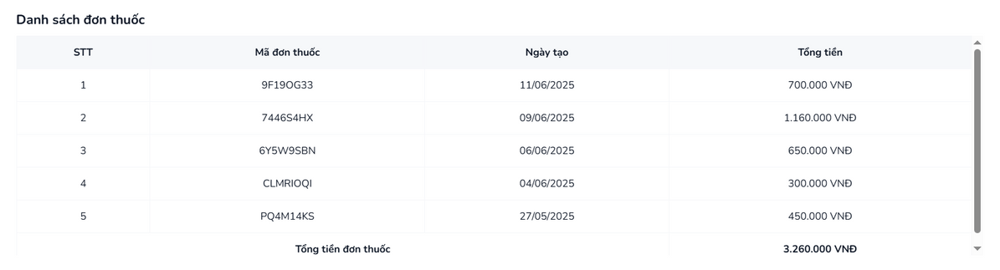 Danh sách đơn thuốc
STT Mã đơn thuốc Ngày tạo Tổng tiền
1 9F19OG33 11/06/2025 700.000 VNĐ
2 7446S4HX 09/06/2025 1.160.000 VNĐ
3 6Y5W9SBN 06/06/2025 650.000 VNĐ
4 CLMRIOQI 04/06/2025 300.000 VNĐ
5 PQ4M14KS 27/05/2025 450.000 VNĐ
Tổng tiền đơn thuốc 3.260.000 VNĐ